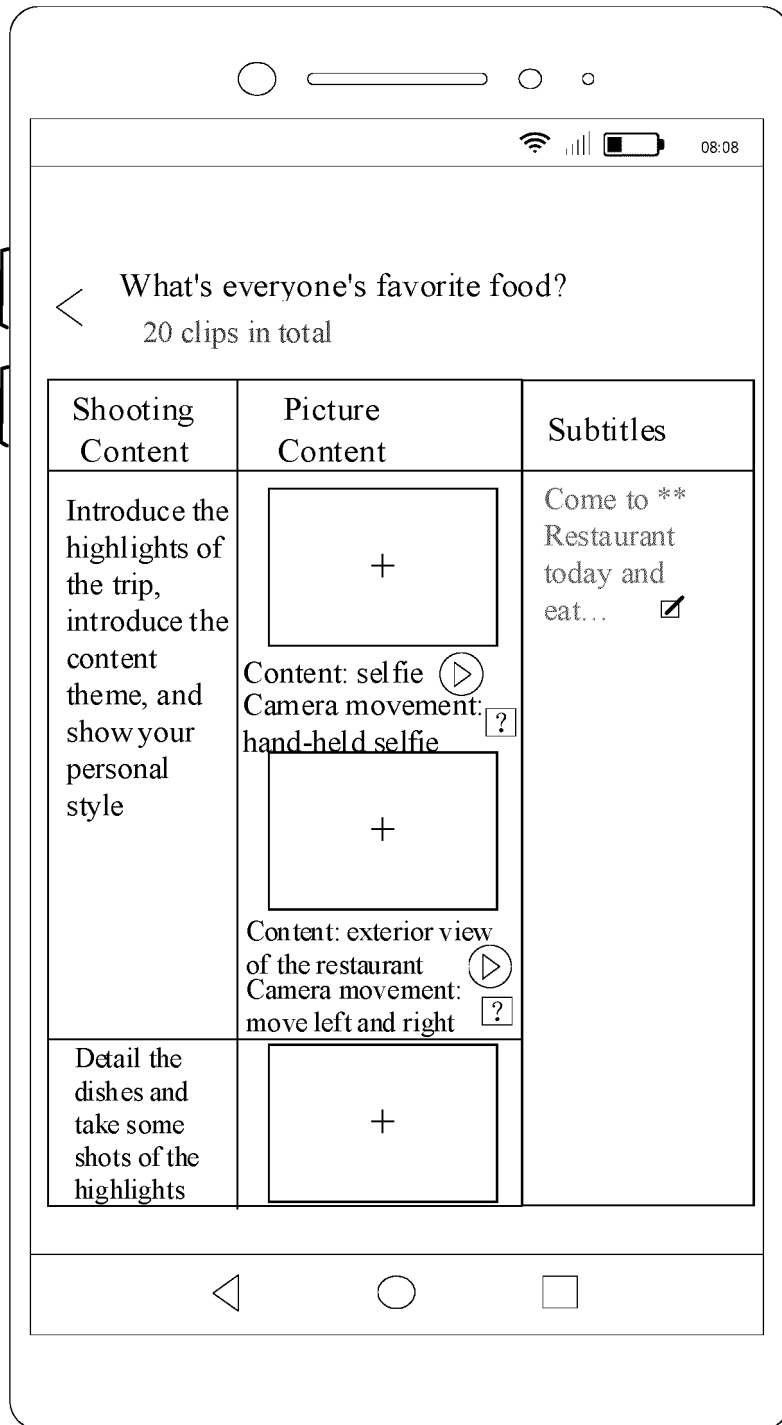 08:08
What's everyone's favorite food?
20 clips in total
Shooting
Content
Picture
Content
Subtitles
Introduce the
highlights of
the trip,
introduce the
content
theme, and
show your
personal
style
+
Content: selfie
Camera movement:
?
hand-held selfie
+
Content: exterior view
of the restaurant
Camera movement:
?
move left and right
Come to **
Restaurant
today and
eat...
Detail the
dishes and
take some
shots of the
highlights
+